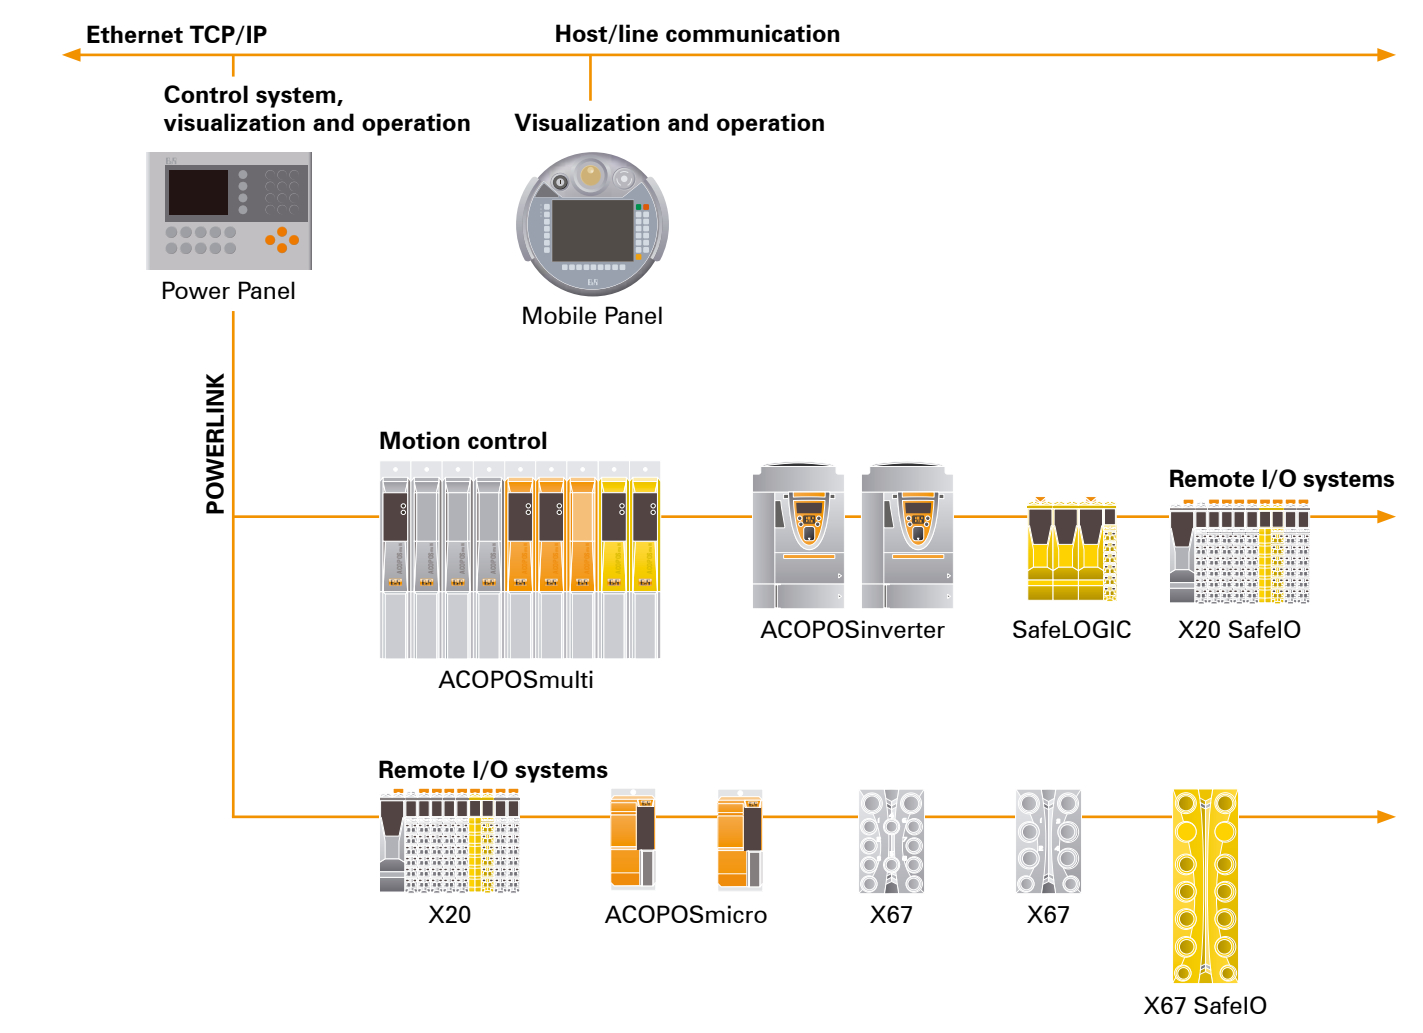 Ethernet TCP/IP
Host/line communication
Control system,
visualization and operation
Visualization and operation
Power Panel
Mobile Panel
POWERLINK
Motion control
Remote I/O systems
ACOPOSmulti
ACOPOSinverter
SafeLOGIC
X20 SafeIO
Remote I/O systems
X20
ACOPOSmicro
X67
X67
X67 SafeIO